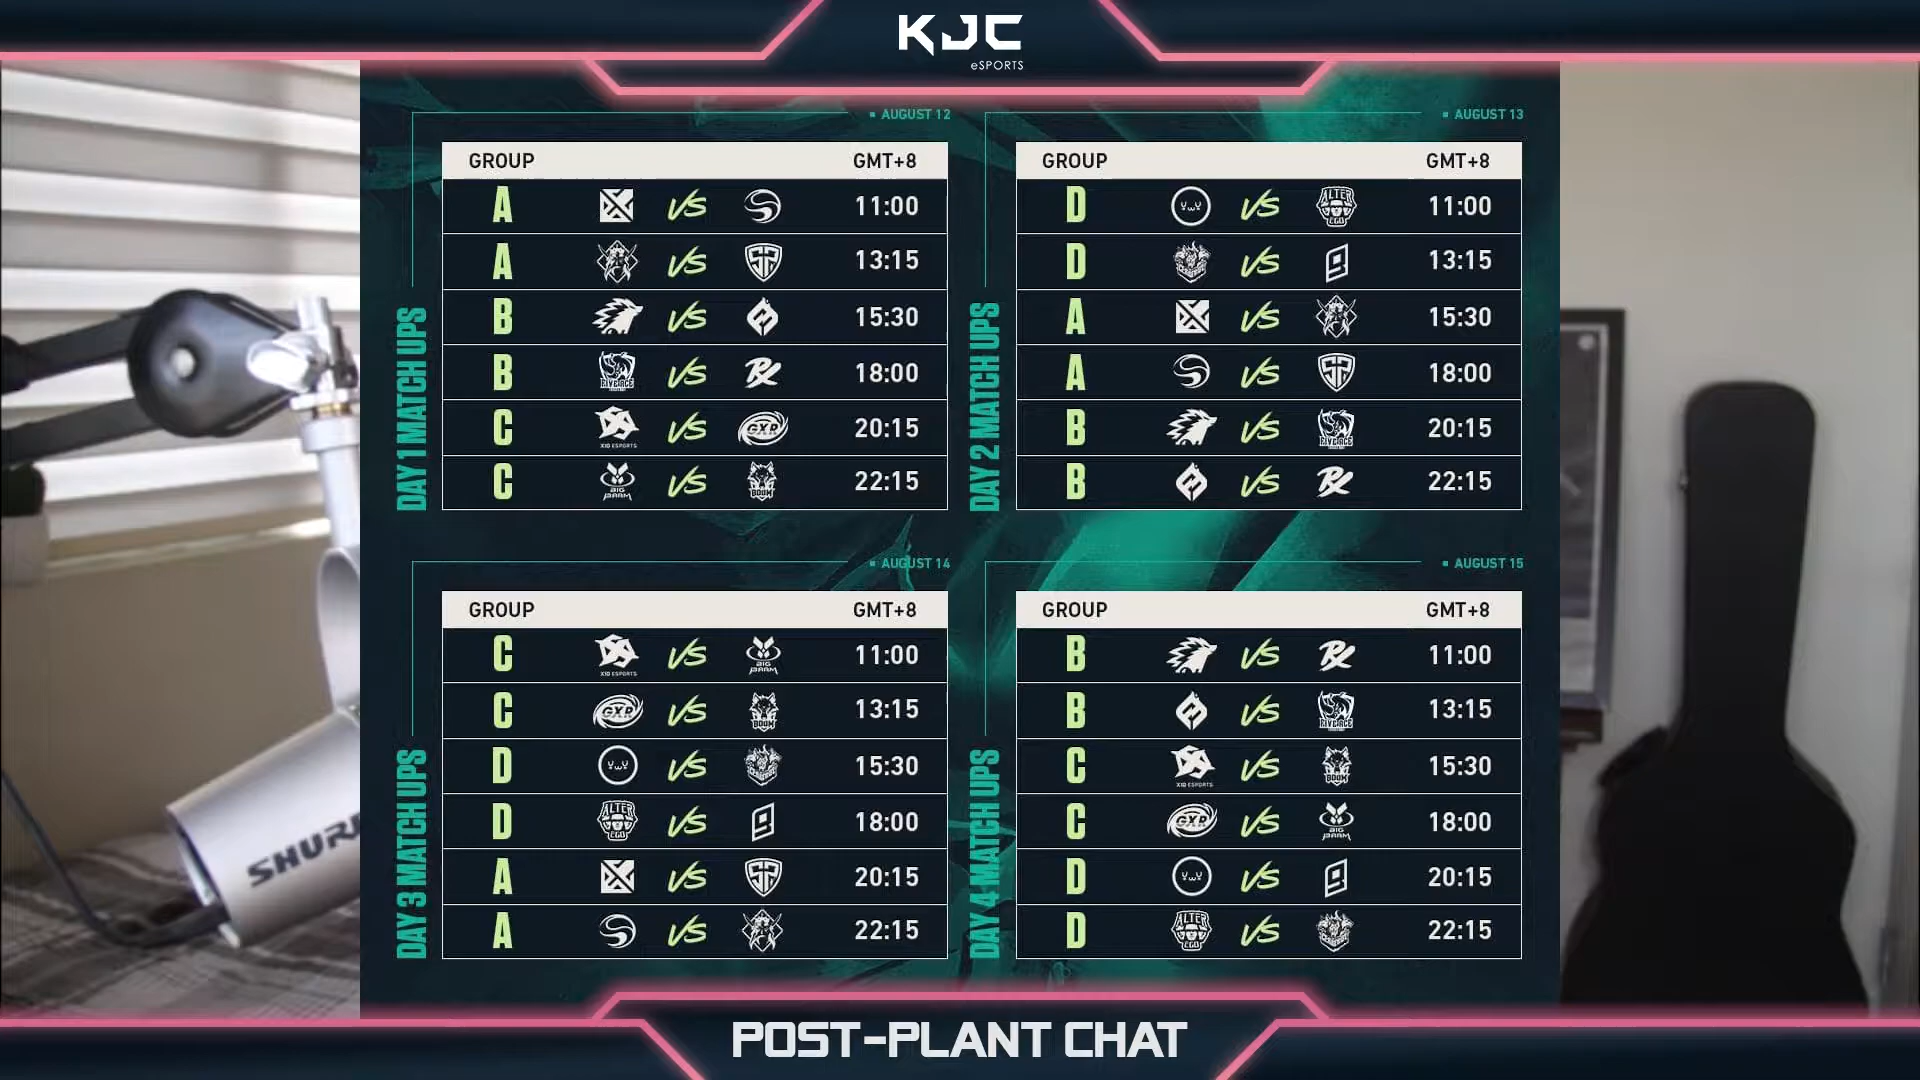 KJC
eSPORTS
AUGUST 12
DAY 1 MATCH UPS
GROUP GMT+8
A VS 11:00
A VS 13:15
B VS 15:30
B VS 18:00
C X10 ESPORTS VS GXR 20:15
C BIG BAAM VS BOOM 22:15
AUGUST 13
DAY 2 MATCH UPS
GROUP GMT+8
D VS ALTER EGO 11:00
D VS 13:15
A VS 15:30
A VS 18:00
B VS 20:15
B VS 22:15
AUGUST 14
DAY 3 MATCH UPS
GROUP GMT+8
C X10 ESPORTS VS BIG BAAM 11:00
C GXR VS BOOM 13:15
D VS 15:30
D ALTER EGO VS 18:00
A VS 20:15
A VS 22:15
AUGUST 15
DAY 4 MATCH UPS
GROUP GMT+8
B VS 11:00
B VS 13:15
C X10 ESPORTS VS BOOM 15:30
C GXR VS BIG BAAM 18:00
D VS 20:15
D ALTER EGO VS 22:15
SHURE
POST-PLANT CHAT